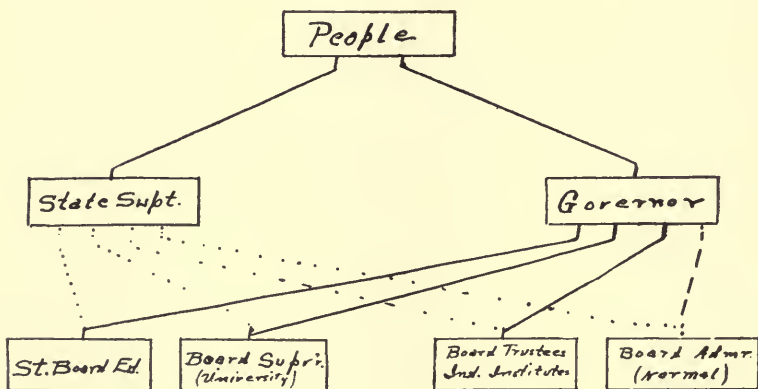 People
State Supt.
Governor
St. Board Ed.
Board Supr'r.
(University)
Board Trustees
Ind. Institutes
Board Admr.
(Normal)